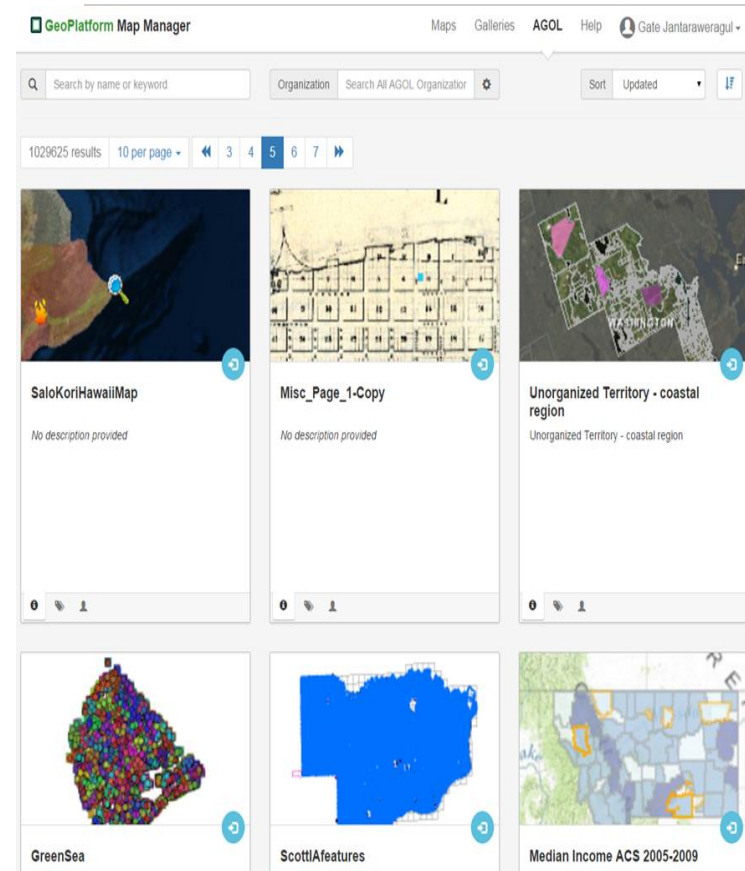 GeoPlatform Map Manager
Maps Galleries AGOL Help Gate Jantaraweragul
Search by name or keyword
Organization Search All AGOL Organization
Sort Updated
1029625 results 10 per page 3 4 5 6 7
WASHINGTON
SaloKoriHawaiiMap
No description provided
Misc_Page_1-Copy
No description provided
Unorganized Territory - coastal
region
Unorganized Territory - coastal region
GreenSea
ScottIAfeatures
Median Income ACS 2005-2009